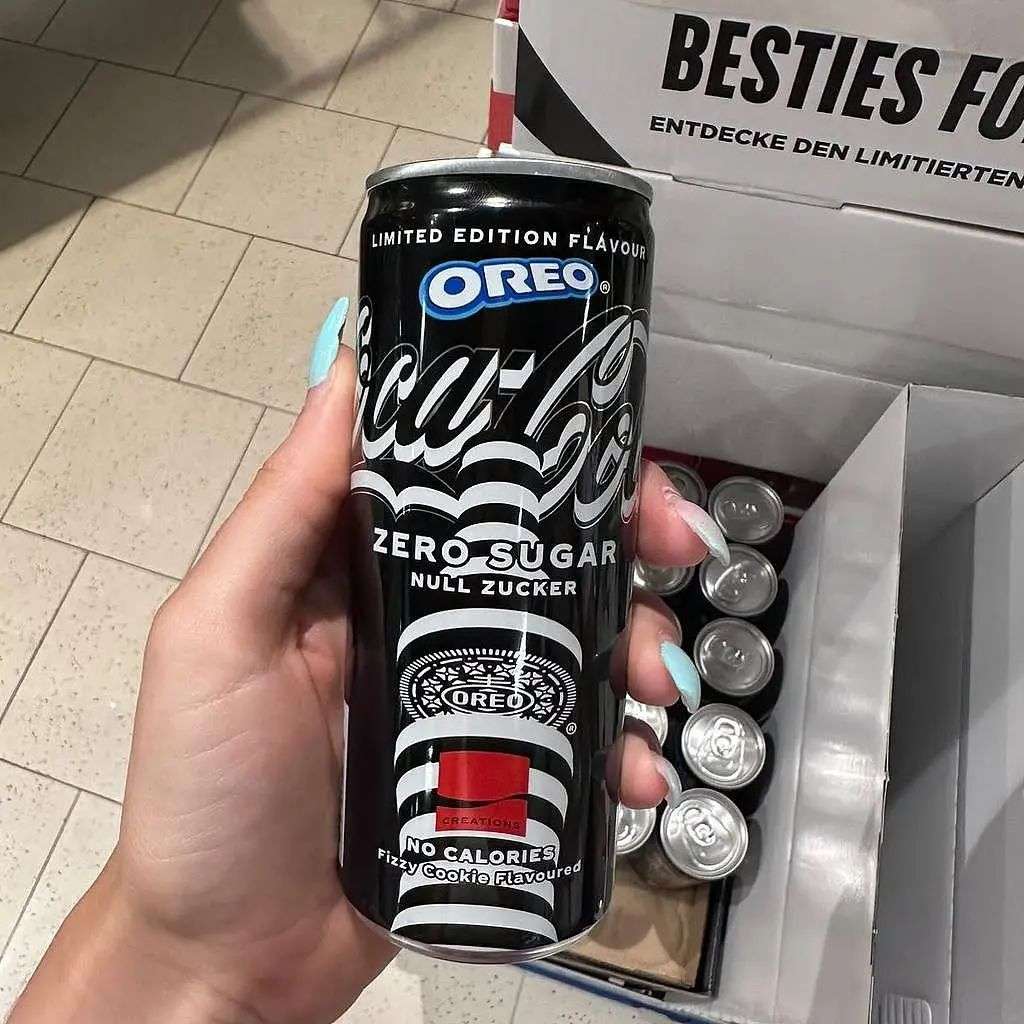 BESTIES FO
ENTDECKE DEN LIMITIERTEN
LIMITED EDITION FLAVOUR
OREO®
Coca-Cola
ZERO SUGAR
NULL ZUCKER
OREO
®
CREATIONS
NO CALORIES
Fizzy Cookie Flavoured